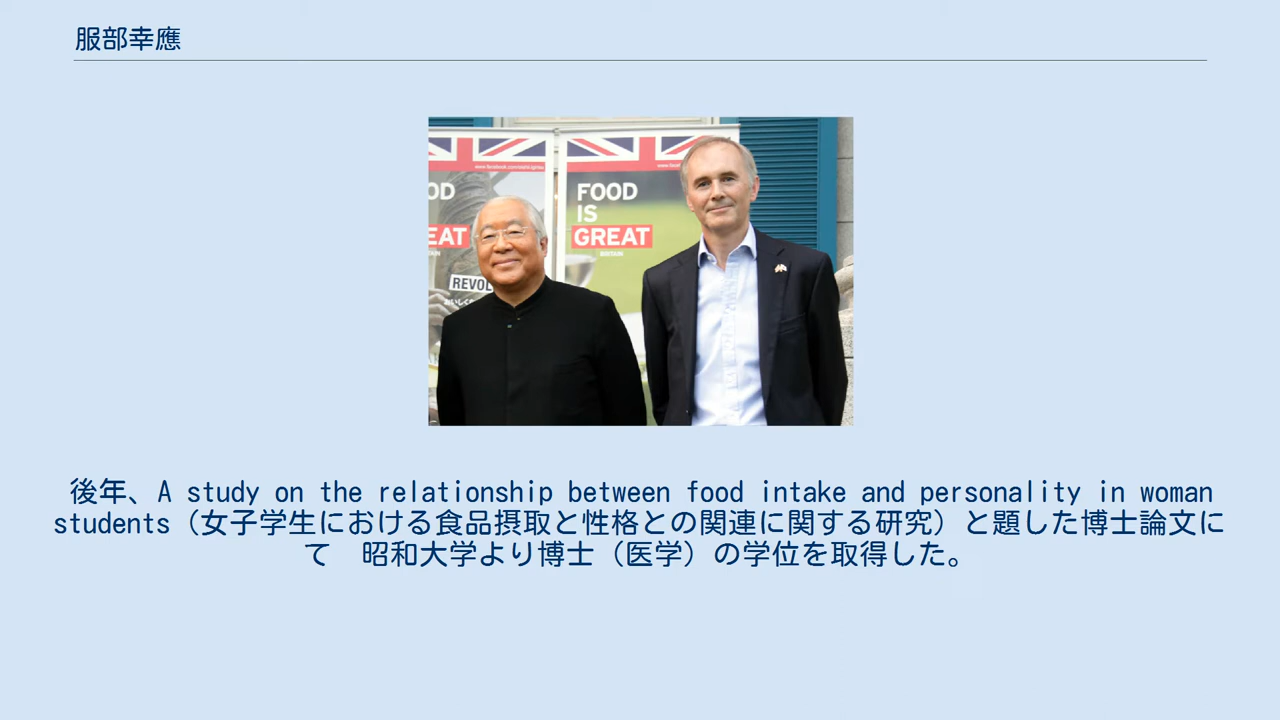 服部幸應
FOOD
IS
GREAT
BRITAIN
OD
EAT
REVOL
後年、A study on the relationship between food intake and personality in woman
students（女子学生における食品摂取と性格との関連に関する研究）と題した博士論文に
て　昭和大学より博士（医学）の学位を取得した。